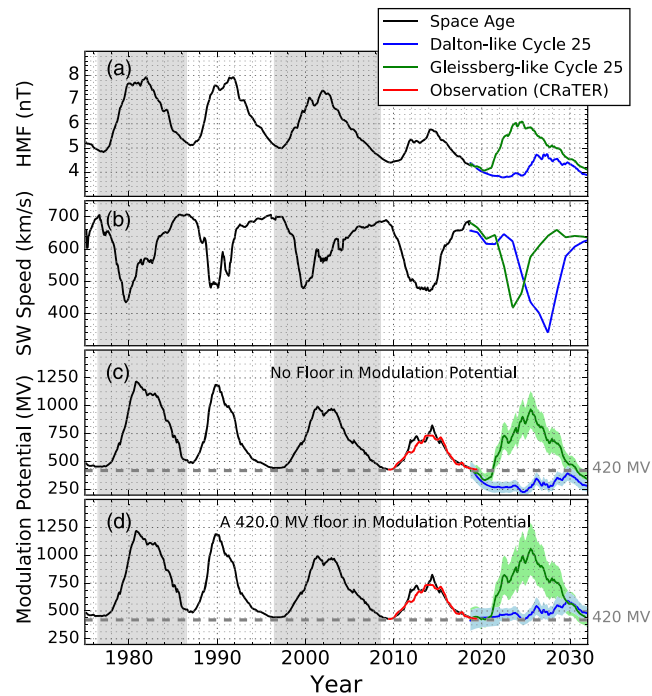 Space Age
Dalton-like Cycle 25
Gleissberg-like Cycle 25
Observation (CRaTER)
(a)
HMF (nT)
8
7
6
5
4
(b)
SW Speed (km/s)
700
600
500
400
(c)
No Floor in Modulation Potential
Modulation Potential (MV)
1250
1000
750
500
250
420 MV
(d)
A 420.0 MV floor in Modulation Potential
1250
1000
750
500
250
420 MV
1980
1990
2000
2010
2020
2030
Year